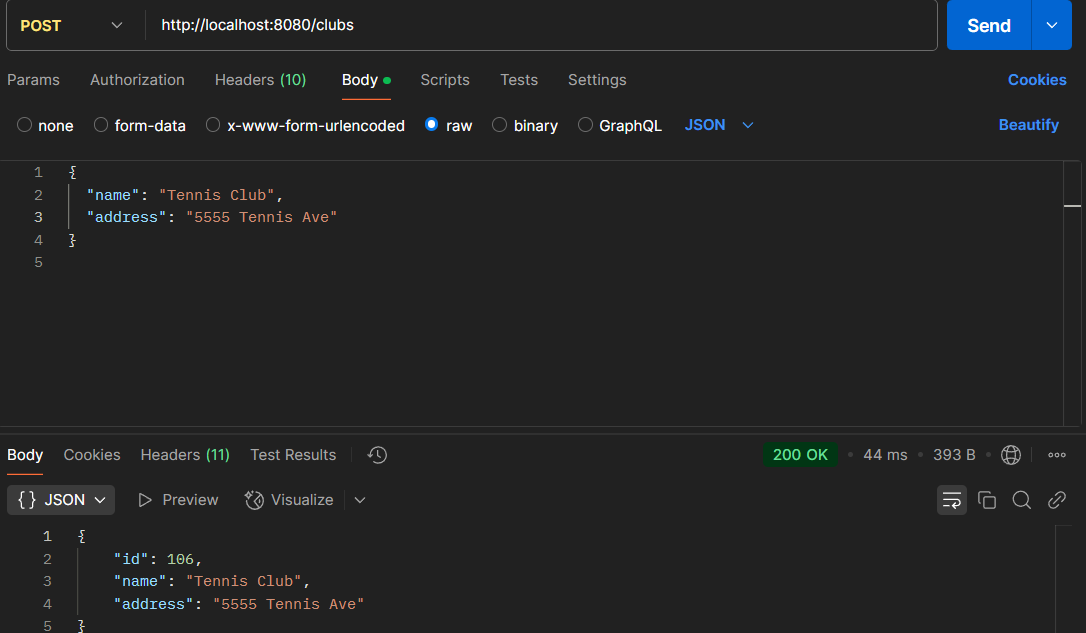 POST http://localhost:8080/clubs Send
Params Authorization Headers (10) Body Scripts Tests Settings Cookies
none form-data x-www-form-urlencoded raw binary GraphQL JSON Beautify
1 {
2 "name": "Tennis Club",
3 "address": "5555 Tennis Ave"
4 }
5
Body Cookies Headers (11) Test Results 200 OK • 44 ms • 393 B •
{} JSON Preview Visualize
1 {
2 "id": 106,
3 "name": "Tennis Club",
4 "address": "5555 Tennis Ave"
5 }